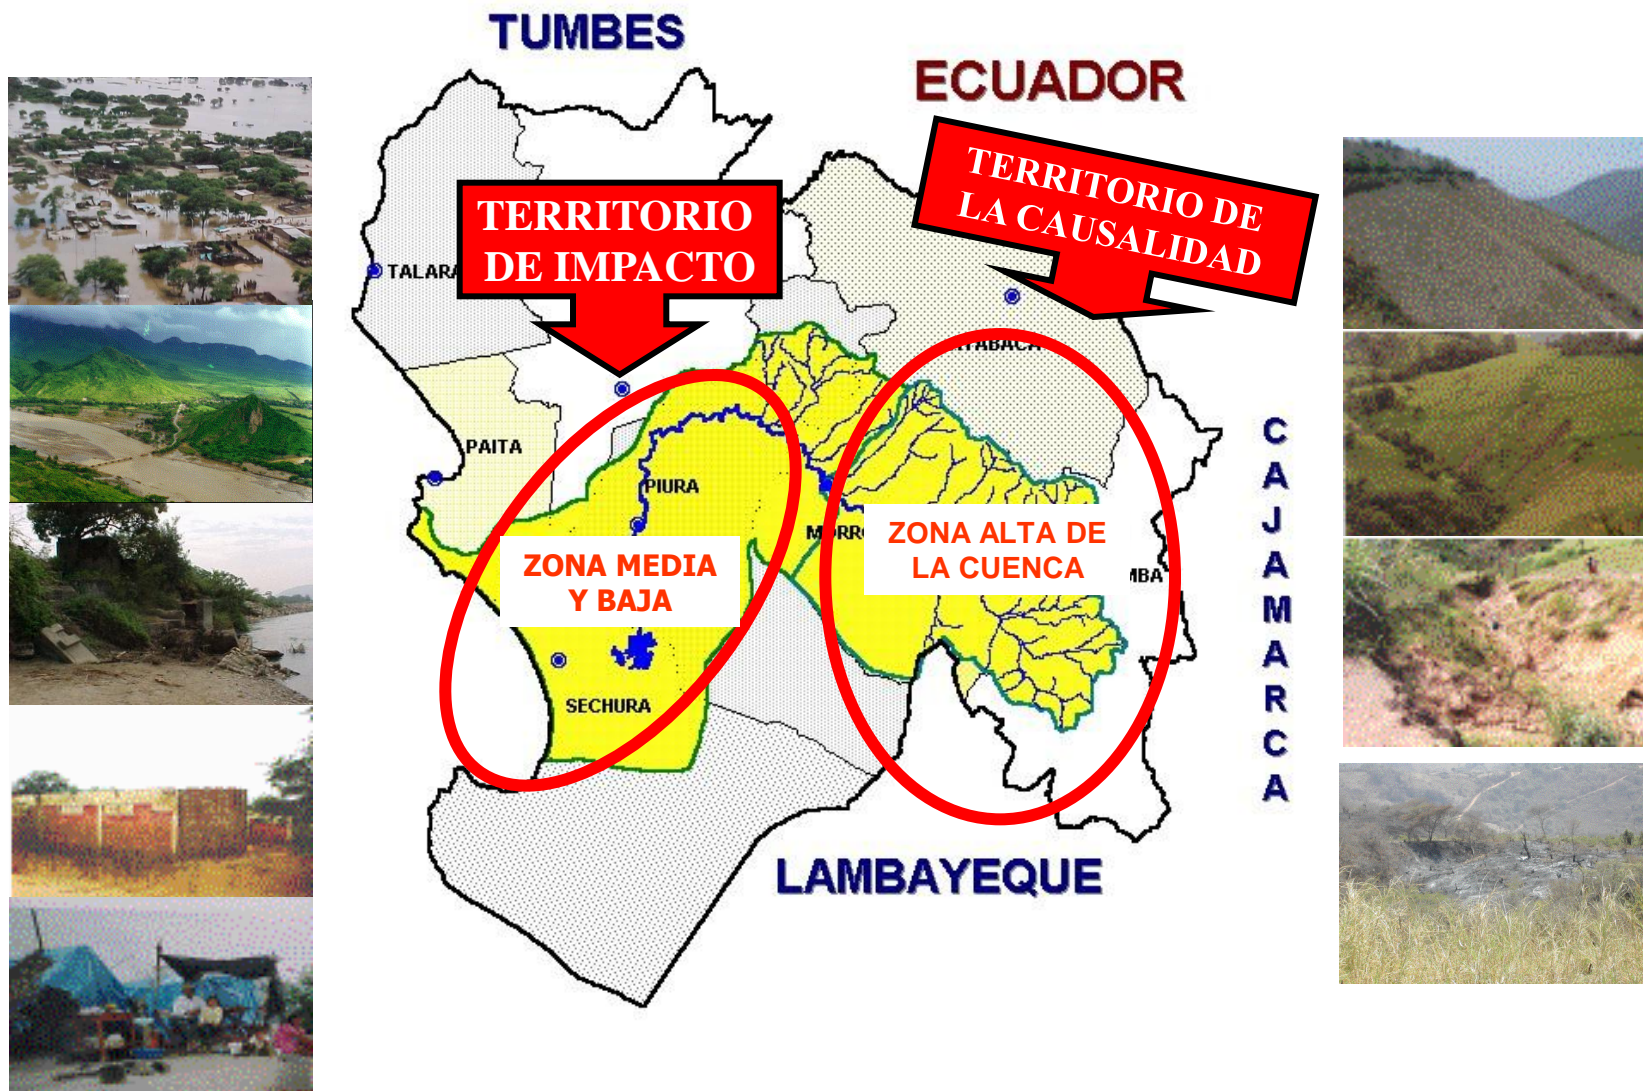 TUMBES
ECUADOR
TERRITORIO DE
LA CAUSALIDAD
TERRITORIO
DE IMPACTO
TALARA
PAITA
PIURA
ZONA ALTA DE
LA CUENCA
ZONA MEDIA
Y BAJA
SECHURA
CAJAMARCA
LAMBAYEQUE